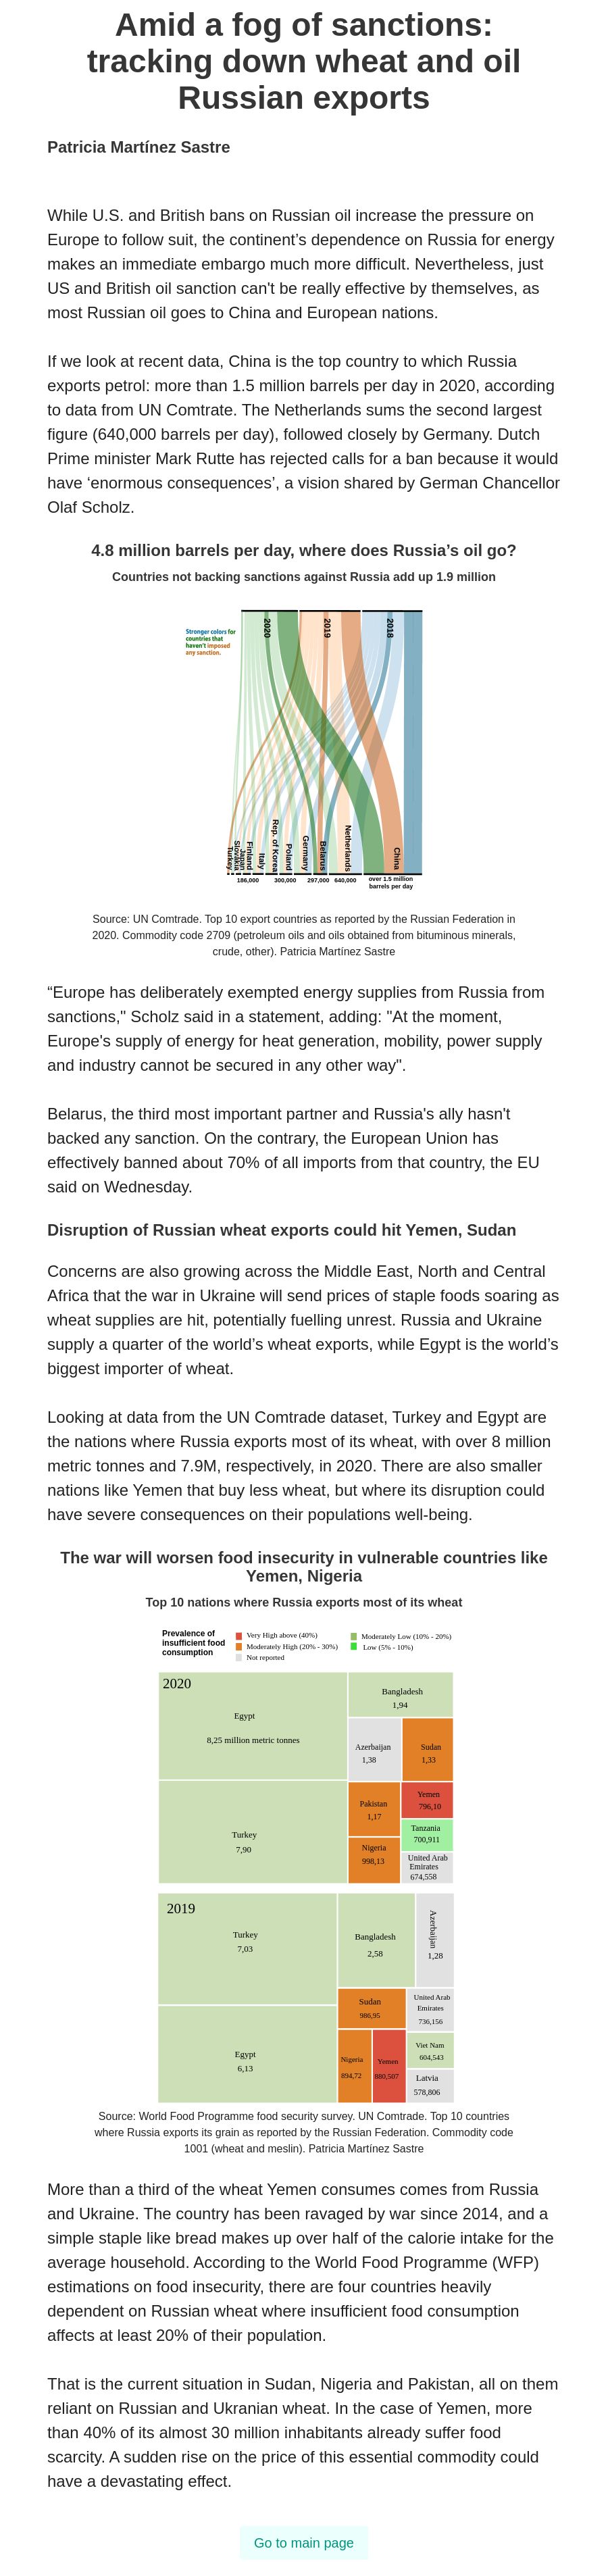 Amid a fog of sanctions:
tracking down wheat and oil
Russian exports
Patricia Martínez Sastre
While U.S. and British bans on Russian oil increase the pressure on
Europe to follow suit, the continent’s dependence on Russia for energy
makes an immediate embargo much more difficult. Nevertheless, just
US and British oil sanction can't be really effective by themselves, as
most Russian oil goes to China and European nations.
If we look at recent data, China is the top country to which Russia
exports petrol: more than 1.5 million barrels per day in 2020, according
to data from UN Comtrade. The Netherlands sums the second largest
figure (640,000 barrels per day), followed closely by Germany. Dutch
Prime minister Mark Rutte has rejected calls for a ban because it would
have ‘enormous consequences’, a vision shared by German Chancellor
Olaf Scholz.
4.8 million barrels per day, where does Russia’s oil go?
Countries not backing sanctions against Russia add up 1.9 million
Stronger colors for
countries that
haven't imposed
any sanction.
2020
2019
2018
Turkey
Slovakia
Japan
Finland
Italy
Rep. of Korea
Poland
Germany
Belarus
Netherlands
China
186,000
300,000
297,000
640,000
over 1.5 million
barrels per day
Source: UN Comtrade. Top 10 export countries as reported by the Russian Federation in
2020. Commodity code 2709 (petroleum oils and oils obtained from bituminous minerals,
crude, other). Patricia Martínez Sastre
“Europe has deliberately exempted energy supplies from Russia from
sanctions," Scholz said in a statement, adding: "At the moment,
Europe's supply of energy for heat generation, mobility, power supply
and industry cannot be secured in any other way".
Belarus, the third most important partner and Russia's ally hasn't
backed any sanction. On the contrary, the European Union has
effectively banned about 70% of all imports from that country, the EU
said on Wednesday.
Disruption of Russian wheat exports could hit Yemen, Sudan
Concerns are also growing across the Middle East, North and Central
Africa that the war in Ukraine will send prices of staple foods soaring as
wheat supplies are hit, potentially fuelling unrest. Russia and Ukraine
supply a quarter of the world’s wheat exports, while Egypt is the world’s
biggest importer of wheat.
Looking at data from the UN Comtrade dataset, Turkey and Egypt are
the nations where Russia exports most of its wheat, with over 8 million
metric tonnes and 7.9M, respectively, in 2020. There are also smaller
nations like Yemen that buy less wheat, but where its disruption could
have severe consequences on their populations well-being.
The war will worsen food insecurity in vulnerable countries like
Yemen, Nigeria
Top 10 nations where Russia exports most of its wheat
Prevalence of
insufficient food
consumption
Very High above (40%)
Moderately High (20% - 30%)
Not reported
Moderately Low (10% - 20%)
Low (5% - 10%)
2020
Egypt
8,25 million metric tonnes
Turkey
7,90
Bangladesh
1,94
Azerbaijan
1,38
Sudan
1,33
Pakistan
1,17
Nigeria
998,13
Yemen
796,10
Tanzania
700,911
United Arab
Emirates
674,558
2019
Turkey
7,03
Egypt
6,13
Bangladesh
2,58
Azerbaijan
1,28
Sudan
986,95
Nigeria
894,72
Yemen
880,507
United Arab
Emirates
736,156
Viet Nam
604,543
Latvia
578,806
Source: World Food Programme food security survey. UN Comtrade. Top 10 countries
where Russia exports its grain as reported by the Russian Federation. Commodity code
1001 (wheat and meslin). Patricia Martínez Sastre
More than a third of the wheat Yemen consumes comes from Russia
and Ukraine. The country has been ravaged by war since 2014, and a
simple staple like bread makes up over half of the calorie intake for the
average household. According to the World Food Programme (WFP)
estimations on food insecurity, there are four countries heavily
dependent on Russian wheat where insufficient food consumption
affects at least 20% of their population.
That is the current situation in Sudan, Nigeria and Pakistan, all on them
reliant on Russian and Ukranian wheat. In the case of Yemen, more
than 40% of its almost 30 million inhabitants already suffer food
scarcity. A sudden rise on the price of this essential commodity could
have a devastating effect.
Go to main page